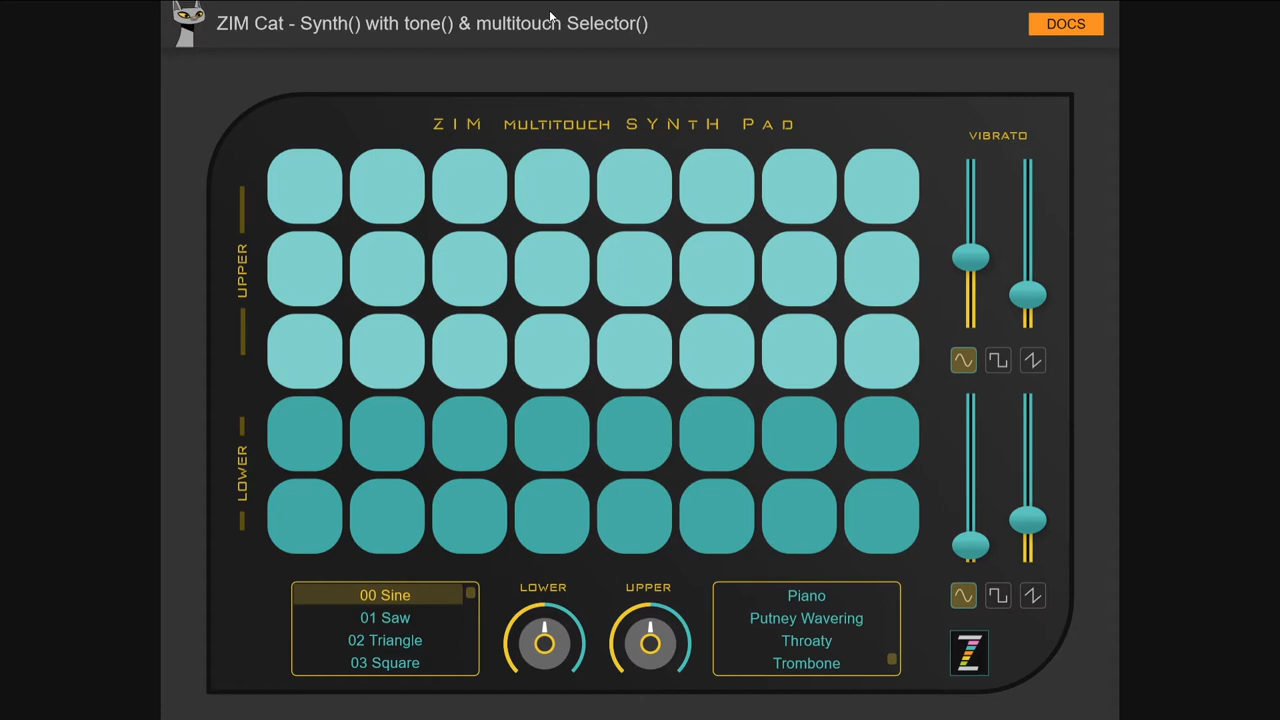 ZIM Cat - Synth() with tone() & multitouch Selector()
DOCS
ZIM MULTITOUCH SYNTH PAD
VIBRATO
UPPER
LOWER
LOWER
UPPER
00 Sine
01 Saw
02 Triangle
03 Square
Piano
Putney Wavering
Throaty
Trombone